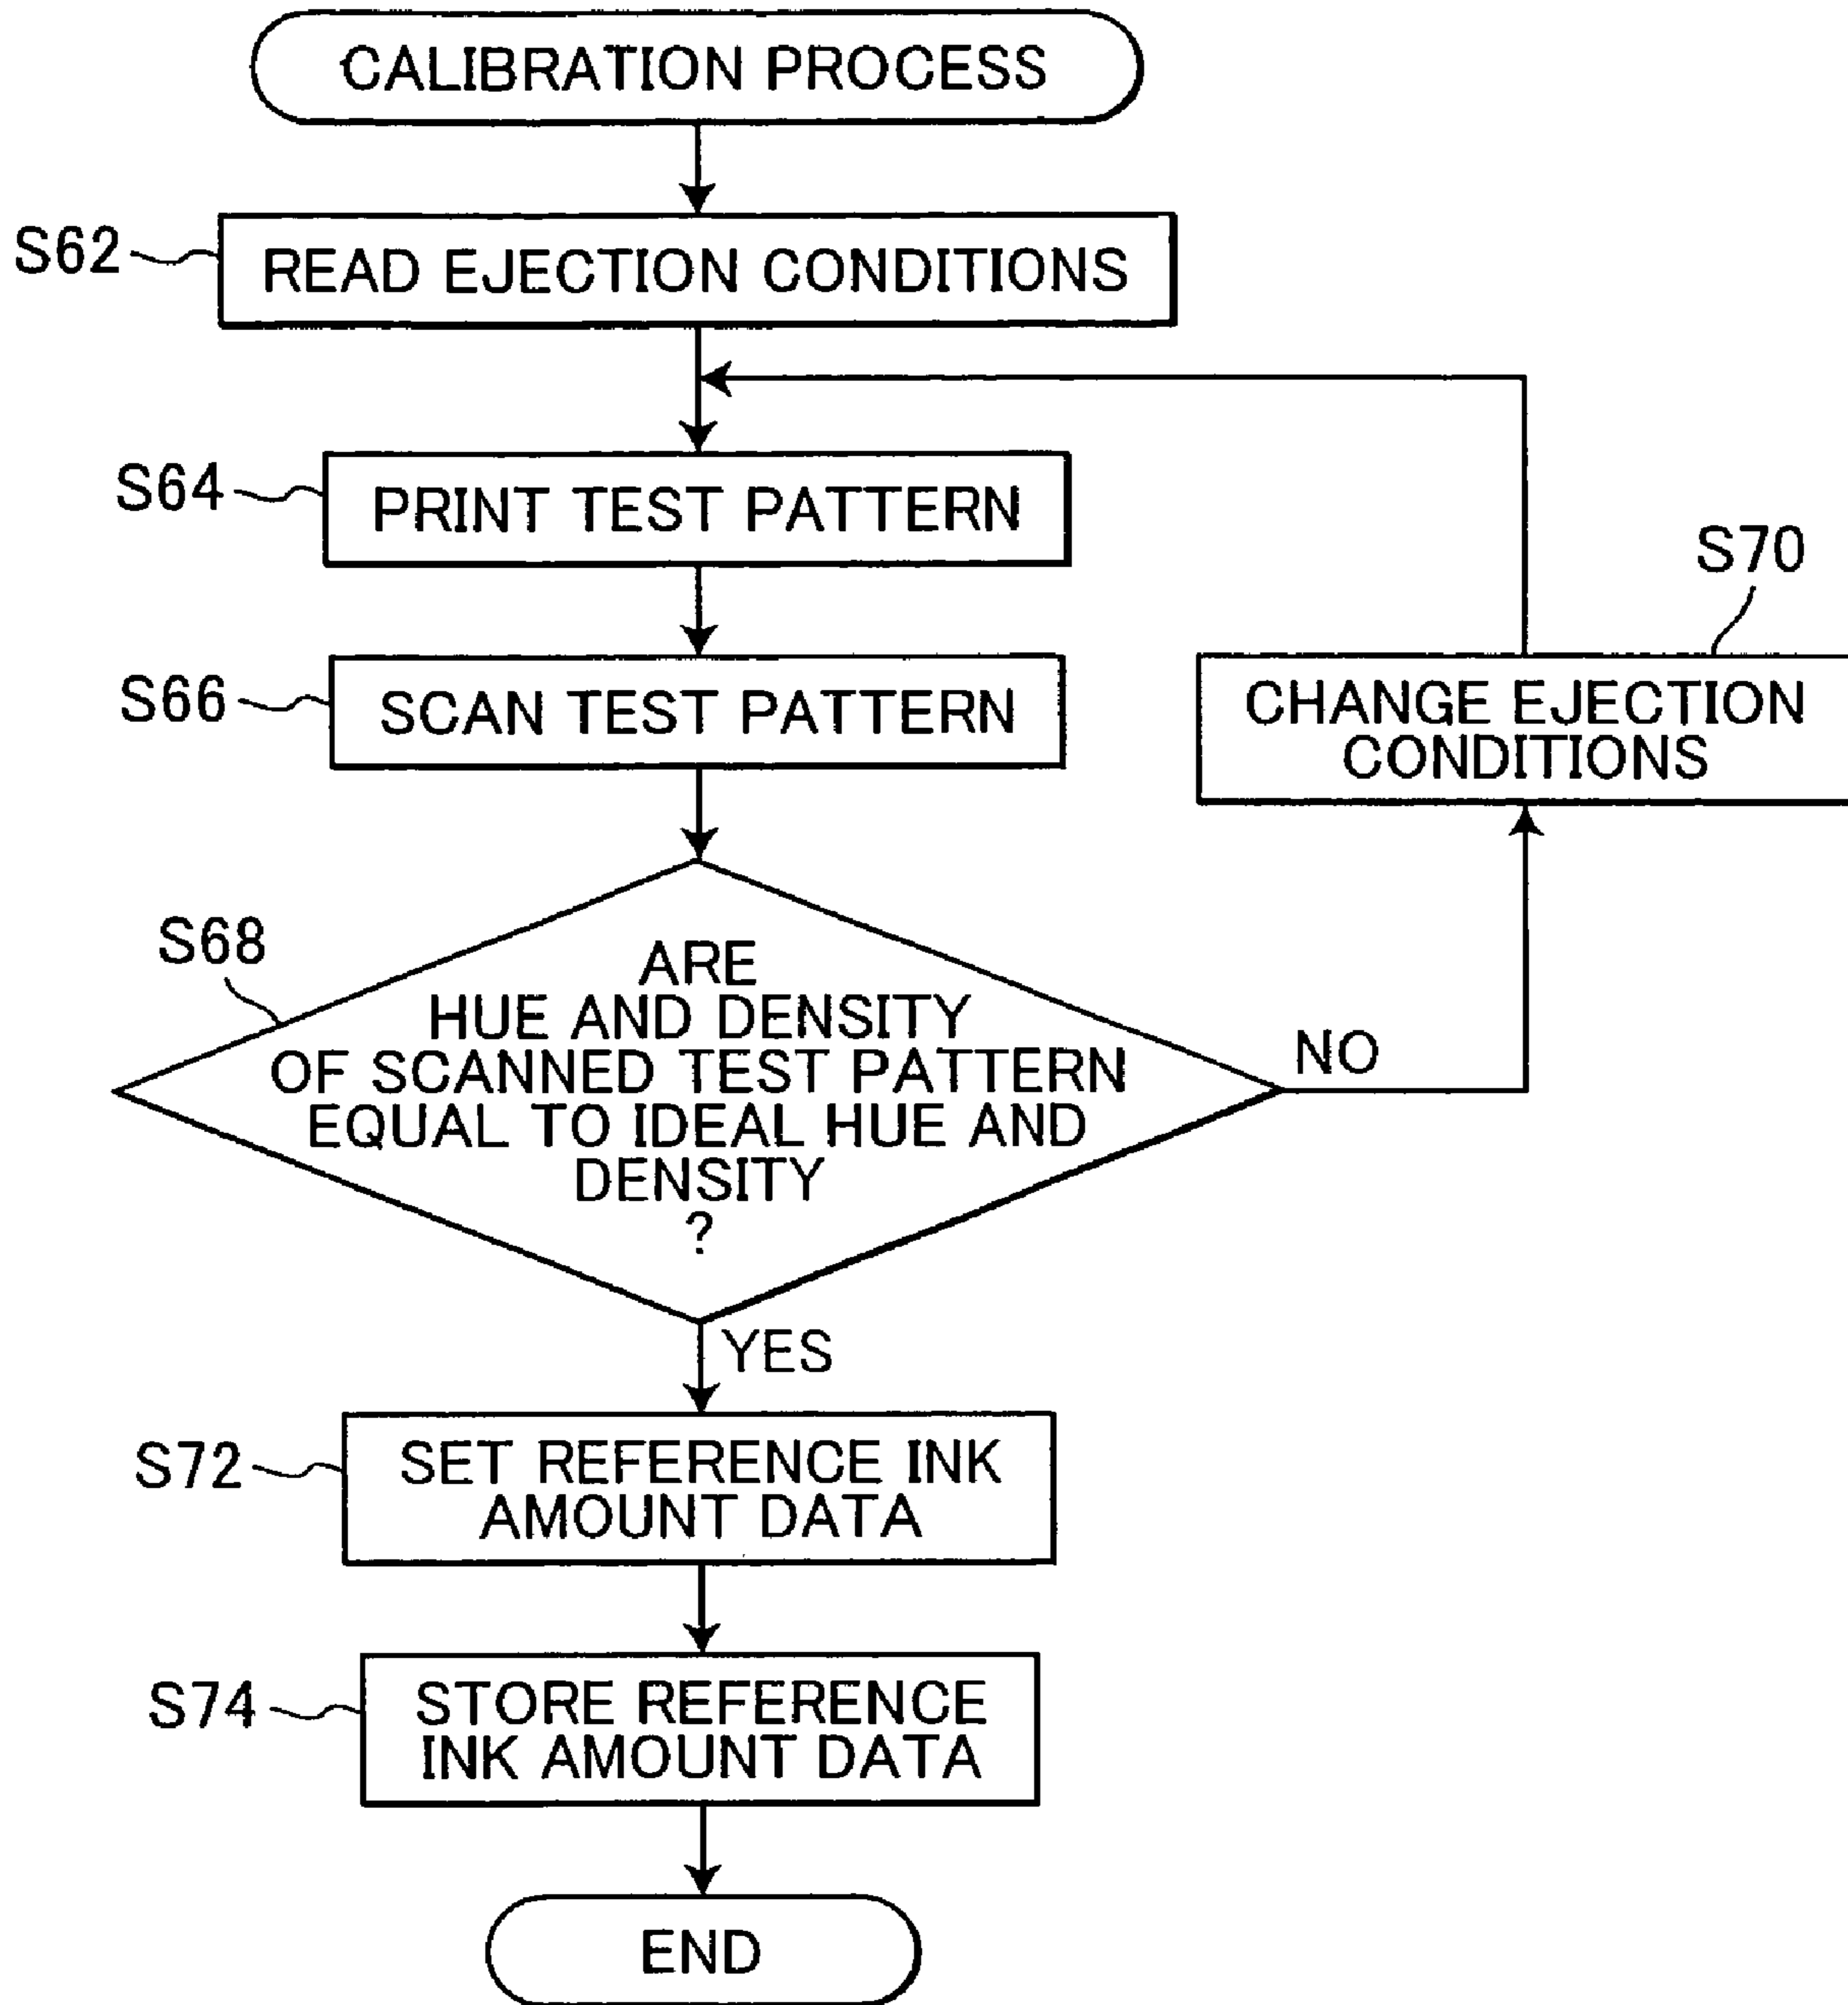 CALIBRATION PROCESS
S62
READ EJECTION CONDITIONS
S64
PRINT TEST PATTERN
S70
S66
SCAN TEST PATTERN
CHANGE EJECTION
CONDITIONS
S68
ARE
HUE AND DENSITY
OF SCANNED TEST PATTERN
EQUAL TO IDEAL HUE AND
DENSITY
?
NO
YES
S72
SET REFERENCE INK
AMOUNT DATA
S74
STORE REFERENCE
INK AMOUNT DATA
END